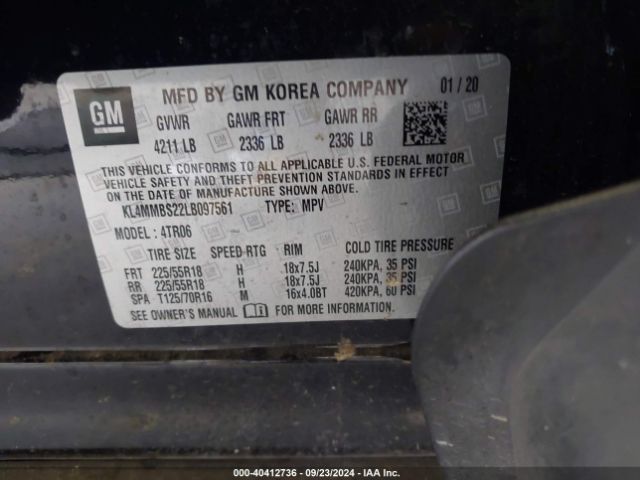 GM
MFD BY GM KOREA COMPANY 01 / 20
GVWR GAWR FRT GAWR RR
4211 LB 2336 LB 2336 LB
THIS VEHICLE CONFORMS TO ALL APPLICABLE U.S. FEDERAL MOTOR
VEHICLE SAFETY AND THEFT PREVENTION STANDARDS IN EFFECT
ON THE DATE OF MANUFACTURE SHOWN ABOVE.
KL4MMBS22LB097561 TYPE: MPV
MODEL : 4TR06
TIRE SIZE SPEED RTG RIM COLD TIRE PRESSURE
FRT 225/55R18 H 18x7.5J 240KPA, 35 PSI
RR 225/55R18 H 18x7.5J 240KPA, 35 PSI
SPA T125/70R16 M 16x4.0BT 420KPA, 60 PSI
SEE OWNER'S MANUAL FOR MORE INFORMATION.
000-40412736 - 09/23/2024 - IAA Inc.